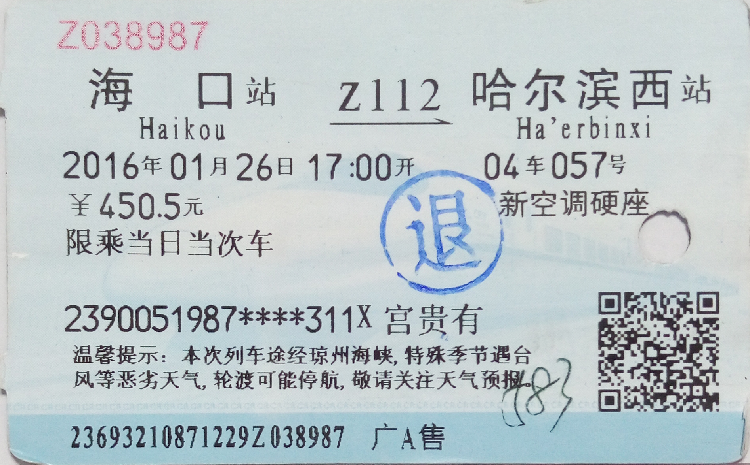 Z038987
海口站 Z112 哈尔滨西站
Haikou Ha'erbinxi
2016年01月26日 17:00开 04车057号
￥450.5元 新空调硬座
退
限乘当日当次车
2390051987****311X 宫贵有
温馨提示: 本次列车途经琼州海峡, 特殊季节遇台
风等恶劣天气, 轮渡可能停航, 敬请关注天气预报。
23693210871229Z038987 广A售